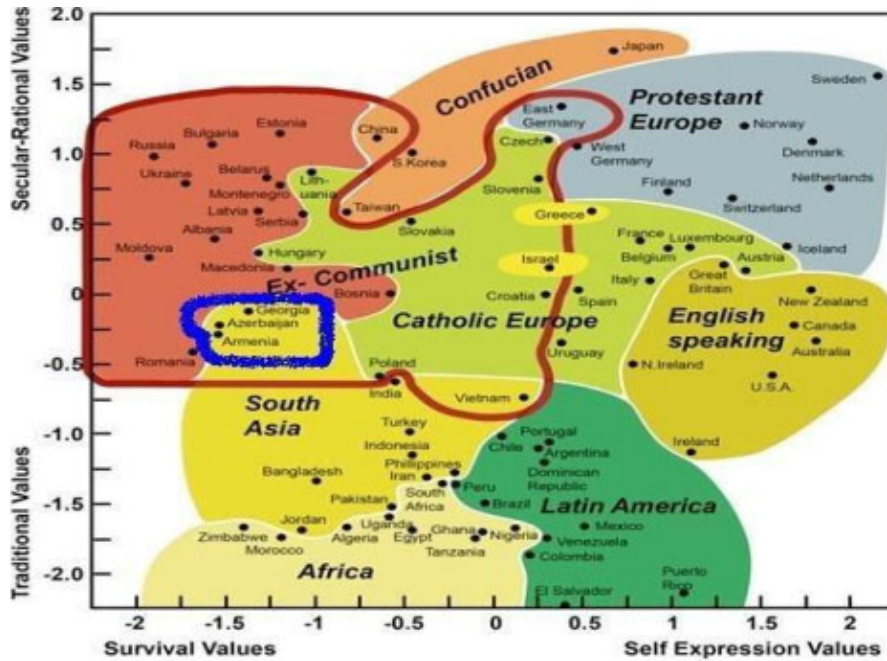 Secular-Rational Values
Traditional Values
2.0
1.5
1.0
0.5
0
-0.5
-1.0
-1.5
-2.0
Japan
Confucian
Sweden
East
Germany
Protestant
Europe
Norway
Estonia
Bulgaria
China
Russia
S.Korea
Czech
West
Germany
Denmark
Ukraine
Belarus
Lith-
uania
Montenegro
Slovenia
Finland
Netherlands
Latvia
Serbia
Taiwan
Greece
Switzerland
Albania
Slovakia
France
Luxembourg
Iceland
Moldova
Hungary
Macedonia
Israel
Belgium
Austria
Ex- Communist
Italy
Great
Britain
Bosnia
Croatia
Spain
New Zealand
Georgia
Azerbaijan
Armenia
Catholic Europe
English
speaking
Canada
Australia
Romania
Uruguay
N.Ireland
U.S.A.
Poland
India
Vietnam
South
Asia
Turkey
Indonesia
Portugal
Chile
Argentina
Ireland
Phillippines
Iran
Dominican
Republic
Bangladesh
South
Africa
Peru
Pakistan
Brazil
Latin America
Uganda
Zimbabwe
Jordan
Morocco
Algeria
Egypt
Ghana
Tanzania
Nigeria
Mexico
Venezuela
Colombia
Africa
El Salvador
Puerto
Rico
-2
-1.5
-1
-0.5
0
0.5
1
1.5
2
Survival Values
Self Expression Values